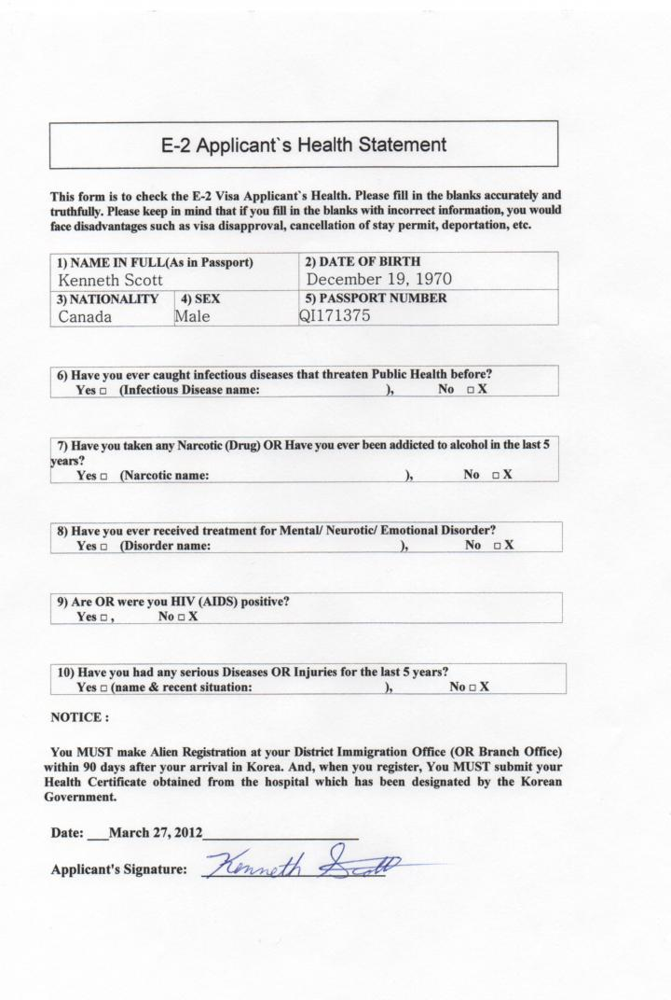 E-2 Applicant`s Health Statement
This form is to check the E-2 Visa Applicant`s Health. Please fill in the blanks accurately and
truthfully. Please keep in mind that if you fill in the blanks with incorrect information, you would
face disadvantages such as visa disapproval, cancellation of stay permit, deportation, etc.
1) NAME IN FULL(As in Passport) 2) DATE OF BIRTH
Kenneth Scott December 19, 1970
3) NATIONALITY 4) SEX 5) PASSPORT NUMBER
Canada Male QI171375
6) Have you ever caught infectious diseases that threaten Public Health before?
Yes □ (Infectious Disease name: ), No □ X
7) Have you taken any Narcotic (Drug) OR Have you ever been addicted to alcohol in the last 5
years?
Yes □ (Narcotic name: ), No □ X
8) Have you ever received treatment for Mental/ Neurotic/ Emotional Disorder?
Yes □ (Disorder name: ), No □ X
9) Are OR were you HIV (AIDS) positive?
Yes □ , No □ X
10) Have you had any serious Diseases OR Injuries for the last 5 years?
Yes □ (name & recent situation: ), No □ X
NOTICE :
You MUST make Alien Registration at your District Immigration Office (OR Branch Office)
within 90 days after your arrival in Korea. And, when you register, You MUST submit your
Health Certificate obtained from the hospital which has been designated by the Korean
Government.
Date: ___March 27, 2012___
Applicant's Signature: Kenneth Scott